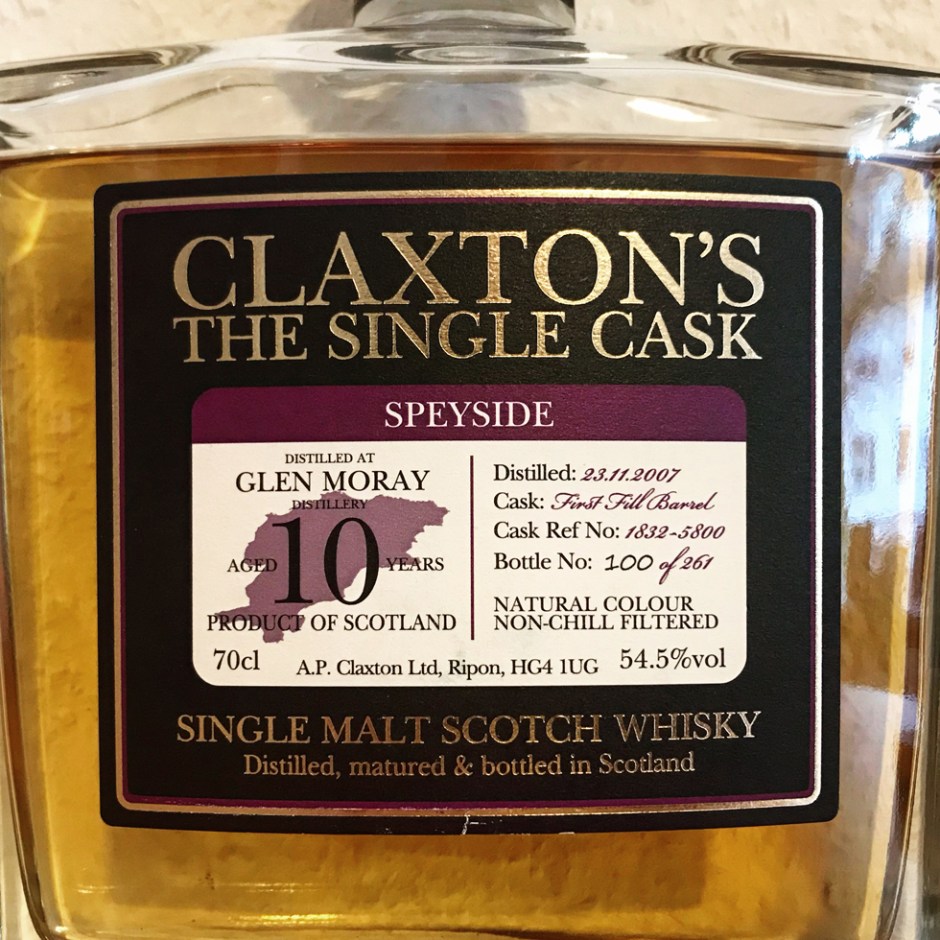 CLAXTON'S
THE SINGLE CASK
SPEYSIDE
DISTILLED AT
GLEN MORAY
DISTILLERY
AGED 10 YEARS
PRODUCT OF SCOTLAND
Distilled: 23.11.2007
Cask: First Fill Barrel
Cask Ref No: 1832-5800
Bottle No: 100 of 261
NATURAL COLOUR
NON-CHILL FILTERED
70cl A.P. Claxton Ltd, Ripon, HG4 1UG 54.5%vol
SINGLE MALT SCOTCH WHISKY
Distilled, matured & bottled in Scotland